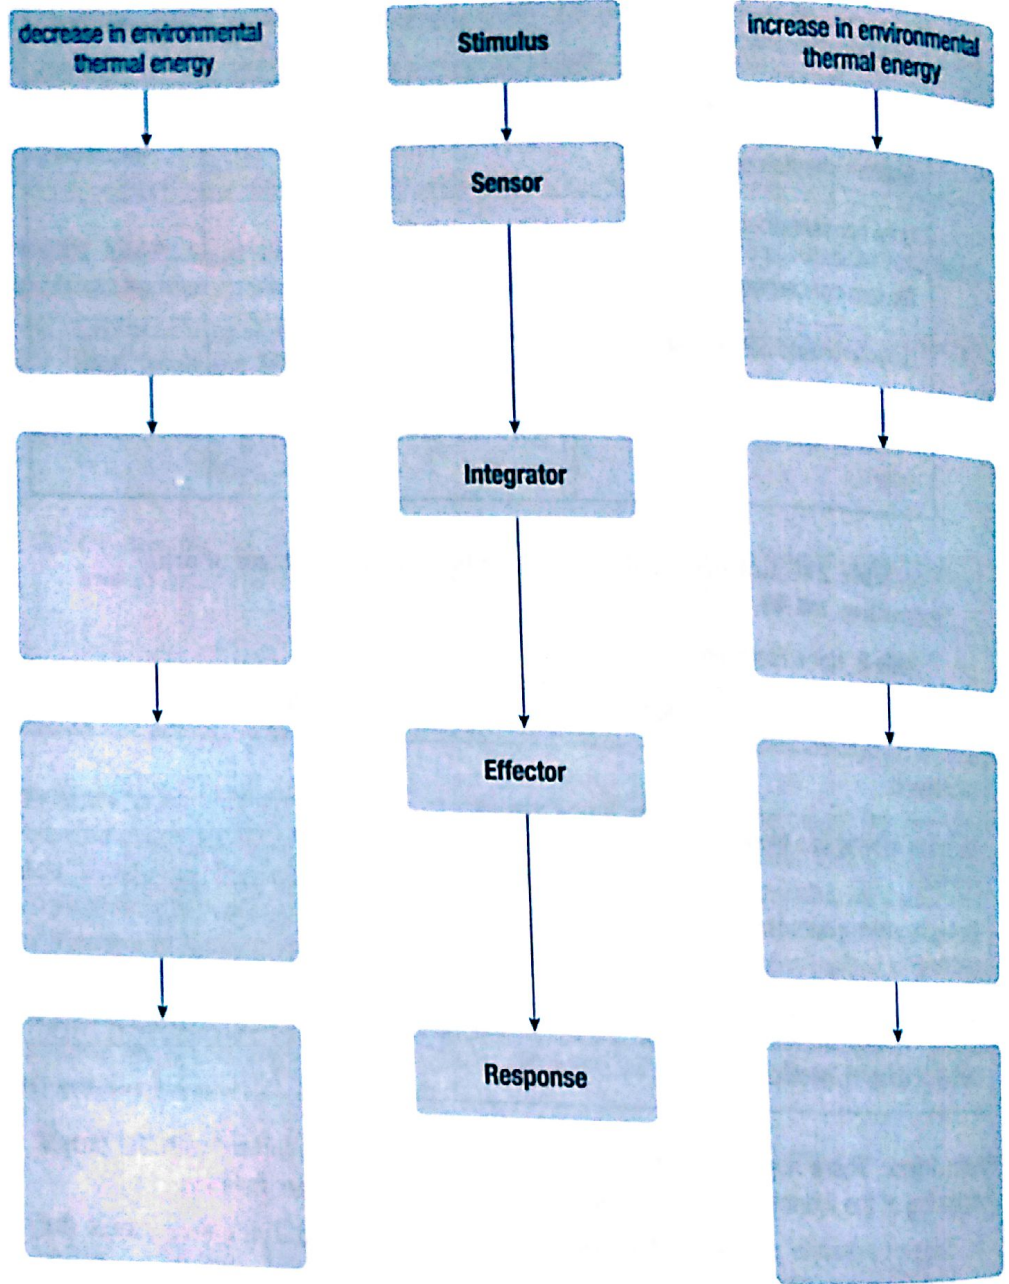 decrease in environmental
thermal energy
Stimulus
increase in environmental
thermal energy
Sensor
Integrator
Effector
Response